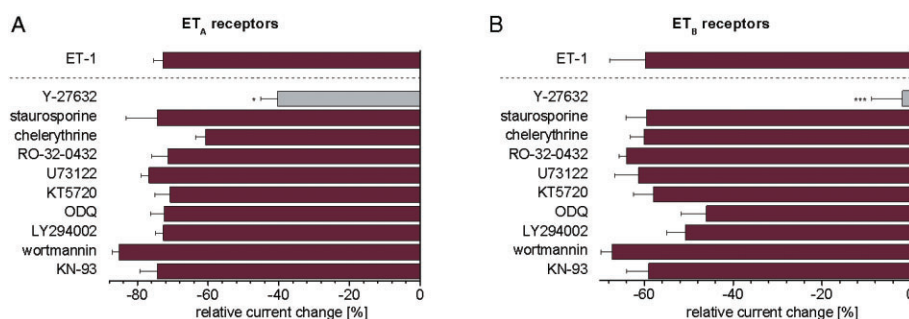 A
ET_A receptors
ET-1
Y-27632
*
staurosporine
chelerythrine
RO-32-0432
U73122
KT5720
ODQ
LY294002
wortmannin
KN-93
-80 -60 -40 -20 0
relative current change [%]
B
ET_B receptors
ET-1
Y-27632
***
staurosporine
chelerythrine
RO-32-0432
U73122
KT5720
ODQ
LY294002
wortmannin
KN-93
-60 -40 -20 0
relative current change [%]